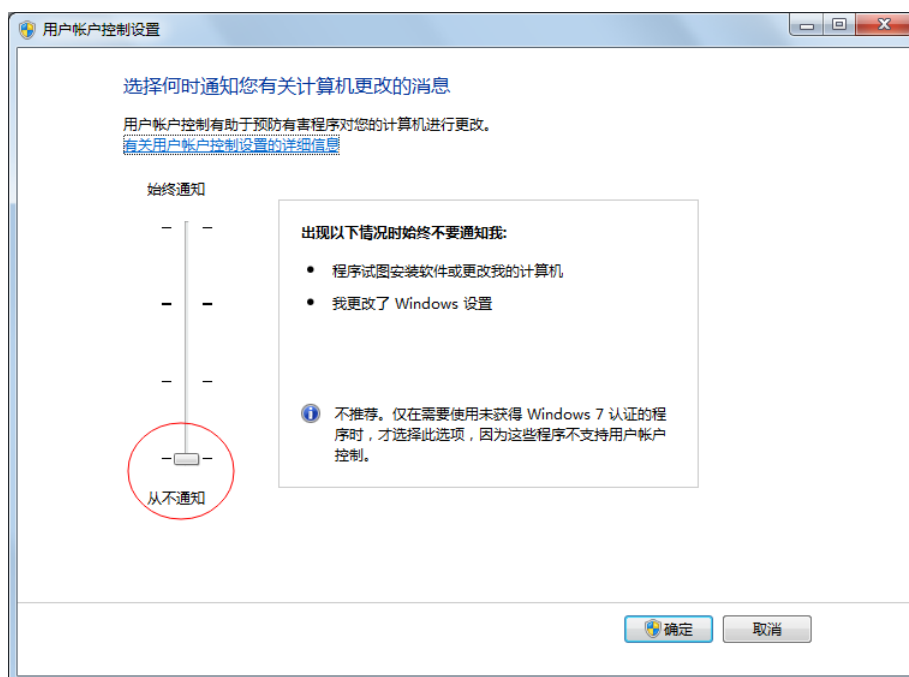 用户帐户控制设置
选择何时通知您有关计算机更改的消息
用户帐户控制有助于预防有害程序对您的计算机进行更改。
有关用户帐户控制设置的详细信息
始终通知
出现以下情况时始终不要通知我:
● 程序试图安装软件或更改我的计算机
● 我更改了 Windows 设置
不推荐。仅在需要使用未获得 Windows 7 认证的程
序时，才选择此选项，因为这些程序不支持用户帐户
控制。
从不通知
确定
取消